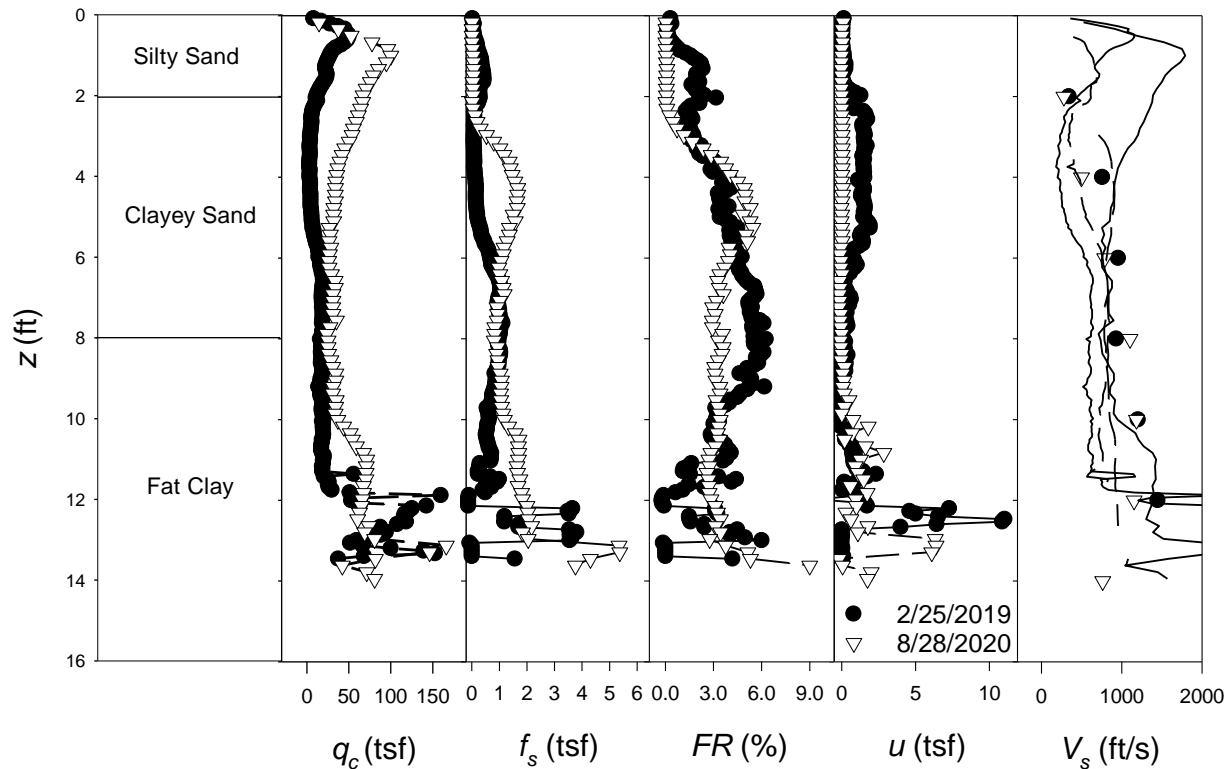 0
2
4
6
8
10
12
14
16
z (ft)
Silty Sand
Clayey Sand
Fat Clay
0 50 100 150
0 1 2 3 4 5 6
0.0 3.0 6.0 9.0
0 5 10
0 1000 2000
2/25/2019
8/28/2020
q_c (tsf)
f_s (tsf)
FR (%)
u (tsf)
V_s (ft/s)